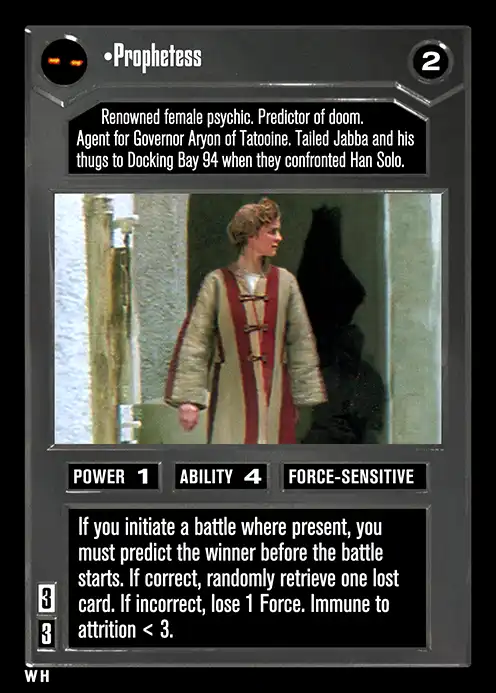 •Prophetess
2
Renowned female psychic. Predictor of doom.
Agent for Governor Aryon of Tatooine. Tailed Jabba and his
thugs to Docking Bay 94 when they confronted Han Solo.
POWER 1
ABILITY 4
FORCE-SENSITIVE
If you initiate a battle where present, you
must predict the winner before the battle
starts. If correct, randomly retrieve one lost
card. If incorrect, lose 1 Force. Immune to
attrition < 3.
3
3
WH